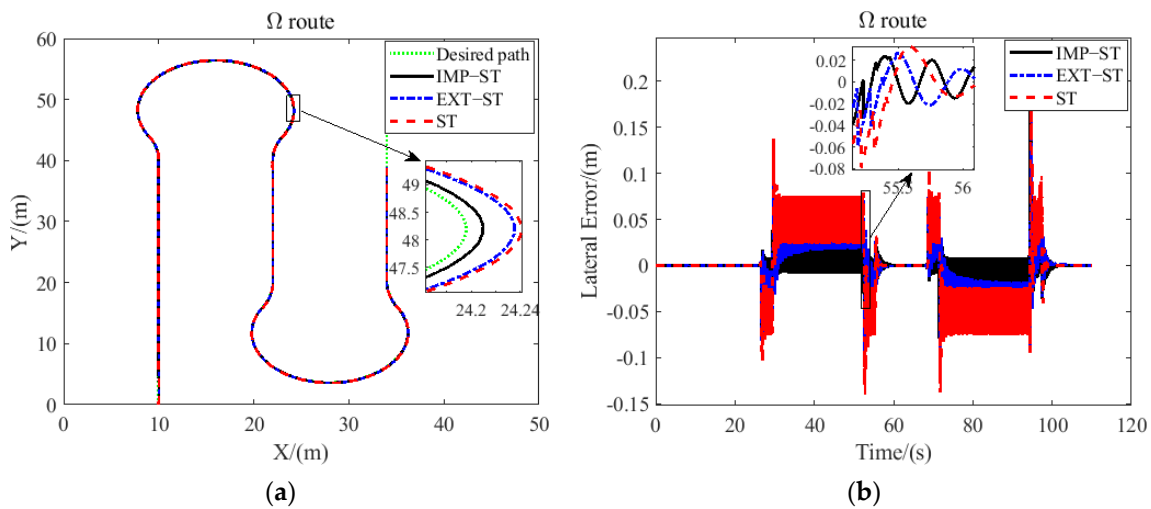 Ω route
60
50
40
30
20
10
0
Y/(m)
0 10 20 30 40 50
X/(m)
Desired path
IMP−ST
EXT−ST
ST
49
48.5
48
47.5
24.2 24.24
(a)
Ω route
0.2
0.15
0.1
0.05
0
-0.05
-0.1
-0.15
Lateral Error/(m)
0 20 40 60 80 100 120
Time/(s)
IMP−ST
EXT−ST
ST
0.02
0
-0.02
-0.04
-0.06
-0.08
56
(b)